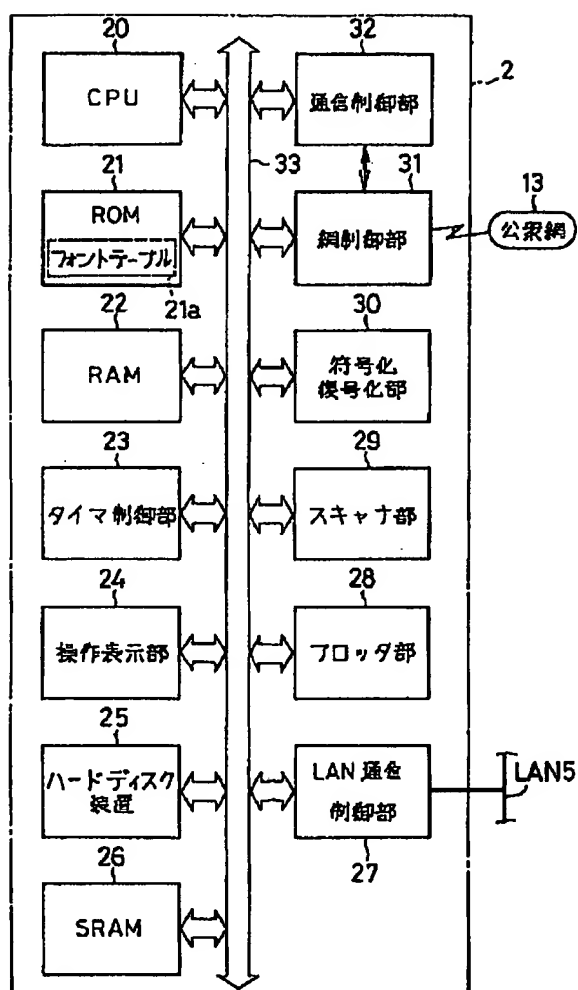 20
CPU
32
通信制御部
2
33
21
ROM
フォントテーブル
21a
31
網制御部
13
公衆網
22
RAM
30
符号化
復号化部
23
タイマ制御部
29
スキャナ部
24
操作表示部
28
プロッタ部
25
ハードディスク
装置
LAN通信
制御部
27
LAN5
26
SRAM